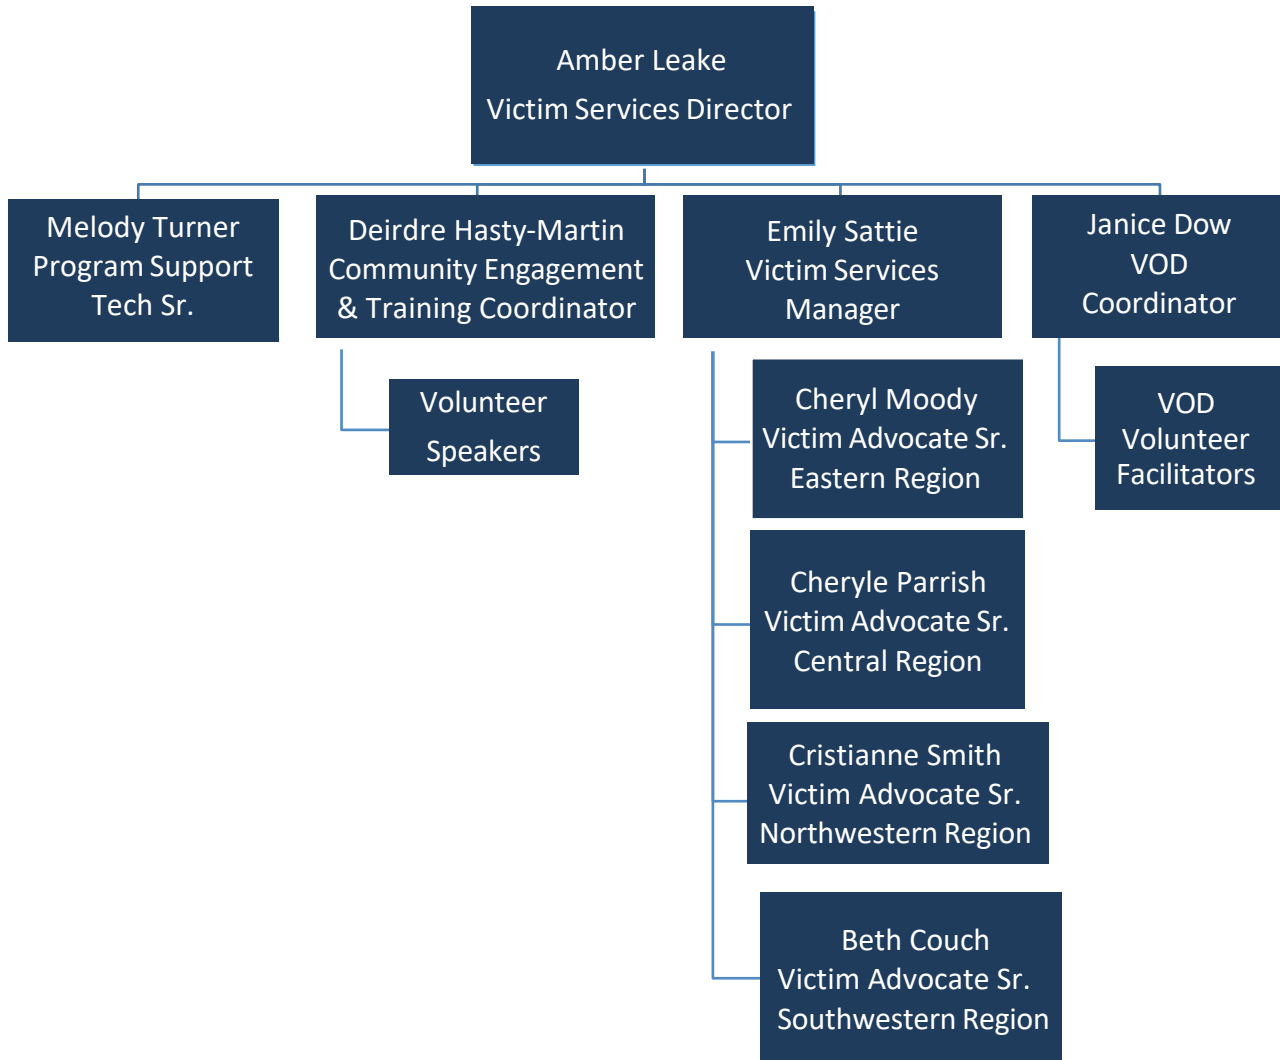 Amber Leake
Victim Services Director
Melody Turner
Program Support
Tech Sr.
Deirdre Hasty-Martin
Community Engagement
& Training Coordinator
Emily Sattie
Victim Services
Manager
Janice Dow
VOD
Coordinator
Volunteer
Speakers
Cheryl Moody
Victim Advocate Sr.
Eastern Region
VOD
Volunteer
Facilitators
Cheryle Parrish
Victim Advocate Sr.
Central Region
Cristianne Smith
Victim Advocate Sr.
Northwestern Region
Beth Couch
Victim Advocate Sr.
Southwestern Region